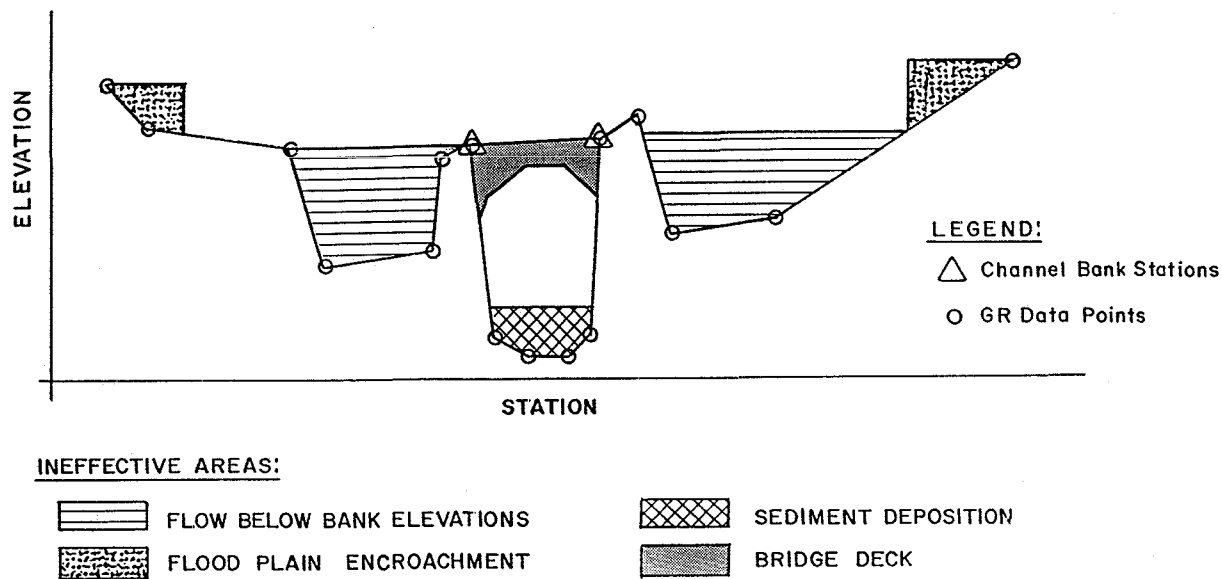 ELEVATION
LEGEND:
Channel Bank Stations
GR Data Points
STATION
INEFFECTIVE AREAS:
FLOW BELOW BANK ELEVATIONS
SEDIMENT DEPOSITION
FLOOD PLAIN ENCROACHMENT
BRIDGE DECK